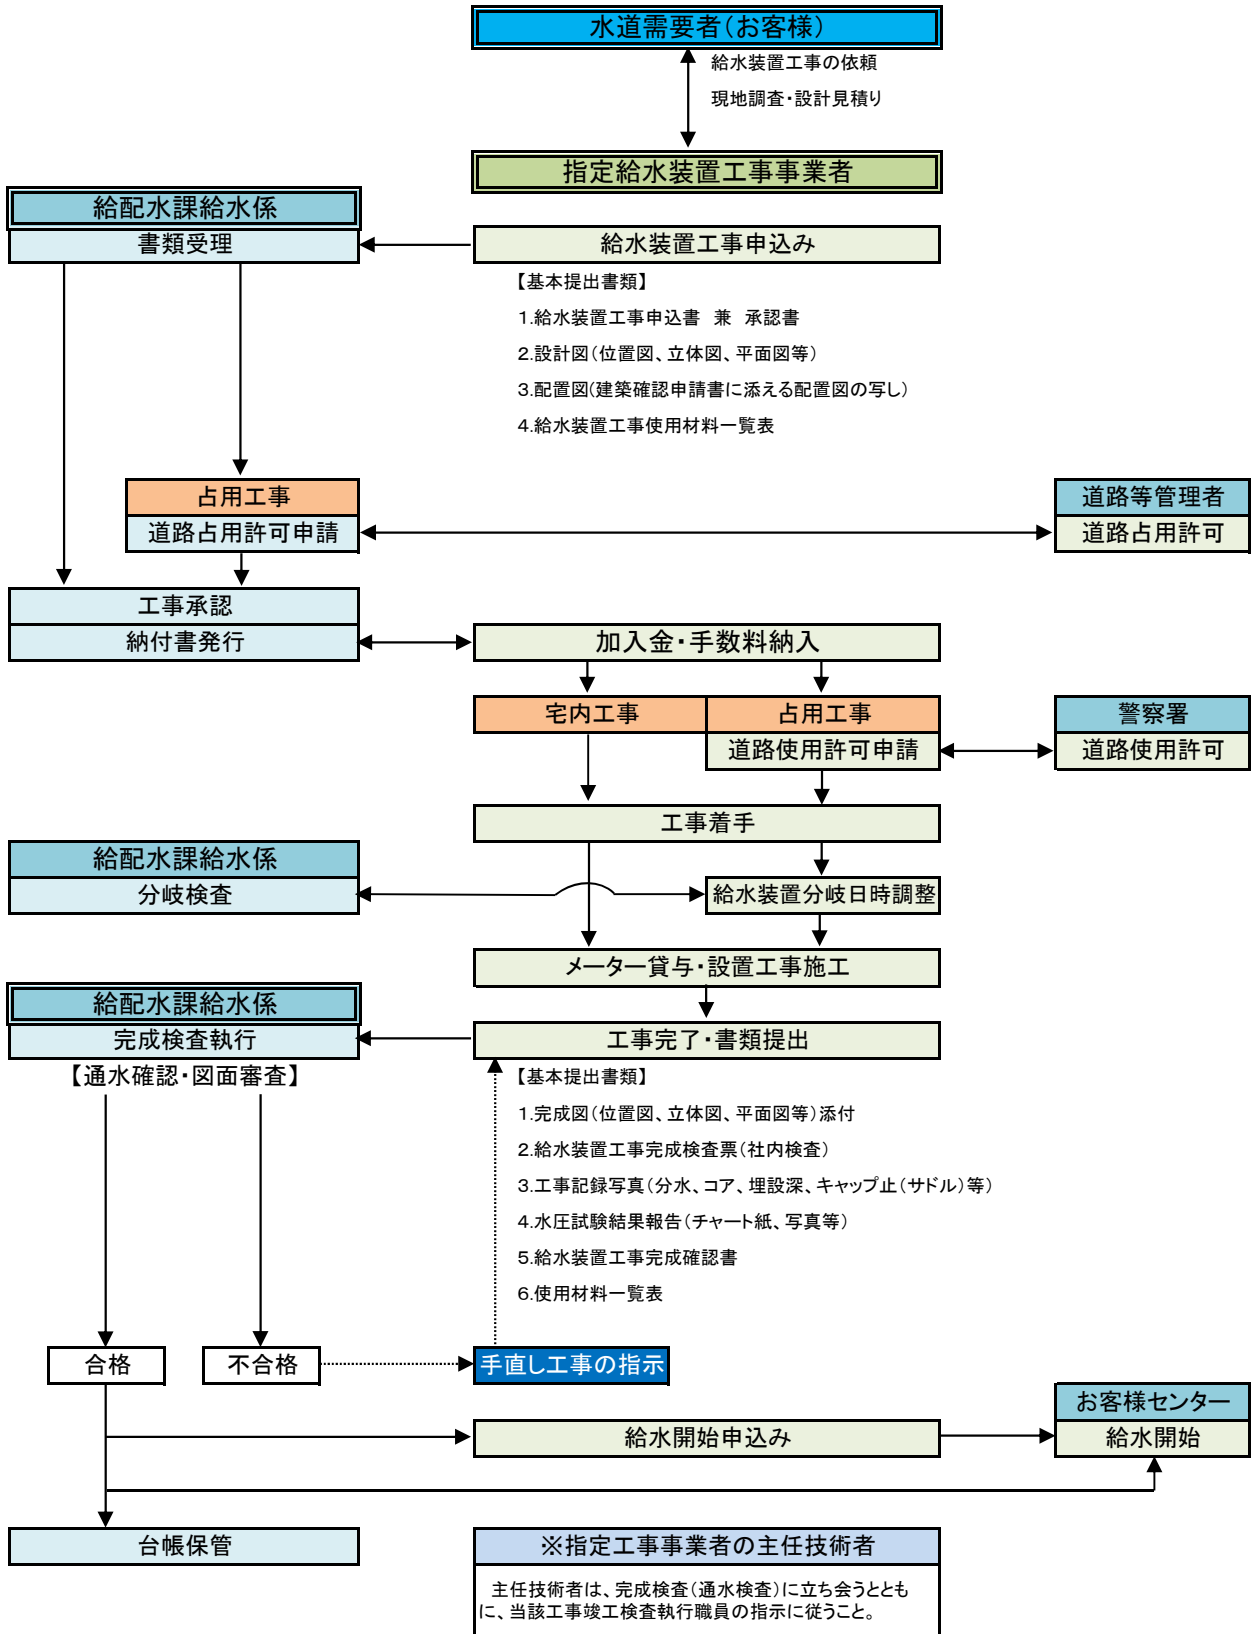 水道需要者(お客様)
給水装置工事の依頼
現地調査・設計見積り
指定給水装置工事事業者
給配水課給水係
書類受理
給水装置工事申込み
【基本提出書類】
1.給水装置工事申込書　兼　承認書
2.設計図(位置図、立体図、平面図等)
3.配置図(建築確認申請書に添える配置図の写し)
4.給水装置工事使用材料一覧表
占用工事
道路占用許可申請
道路等管理者
道路占用許可
工事承認
納付書発行
加入金・手数料納入
宅内工事
占用工事
道路使用許可申請
警察署
道路使用許可
工事着手
給配水課給水係
分岐検査
給水装置分岐日時調整
メーター貸与・設置工事施工
給配水課給水係
完成検査執行
【通水確認・図面審査】
工事完了・書類提出
【基本提出書類】
1.完成図(位置図、立体図、平面図等)添付
2.給水装置工事完成検査票(社内検査)
3.工事記録写真(分水、コア、埋設深、キャップ止(サドル)等)
4.水圧試験結果報告(チャート紙、写真等)
5.給水装置工事完成確認書
6.使用材料一覧表
合格
不合格
手直し工事の指示
お客様センター
給水開始申込み
給水開始
台帳保管
※指定工事事業者の主任技術者
主任技術者は、完成検査(通水検査)に立ち会うととも
に、当該工事竣工検査執行職員の指示に従うこと。